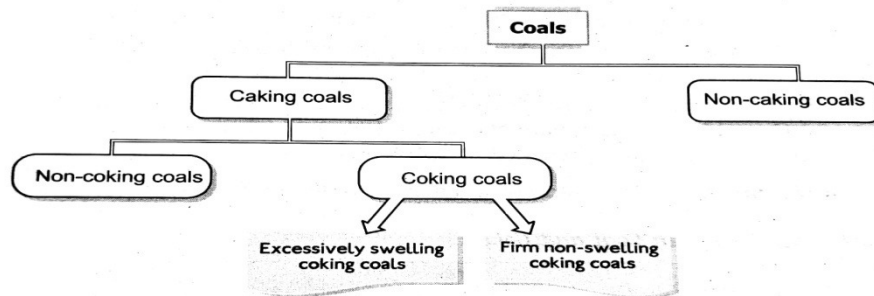 Coals
Caking coals
Non-caking coals
Non-coking coals
Coking coals
Excessively swelling
coking coals
Firm non-swelling
coking coals